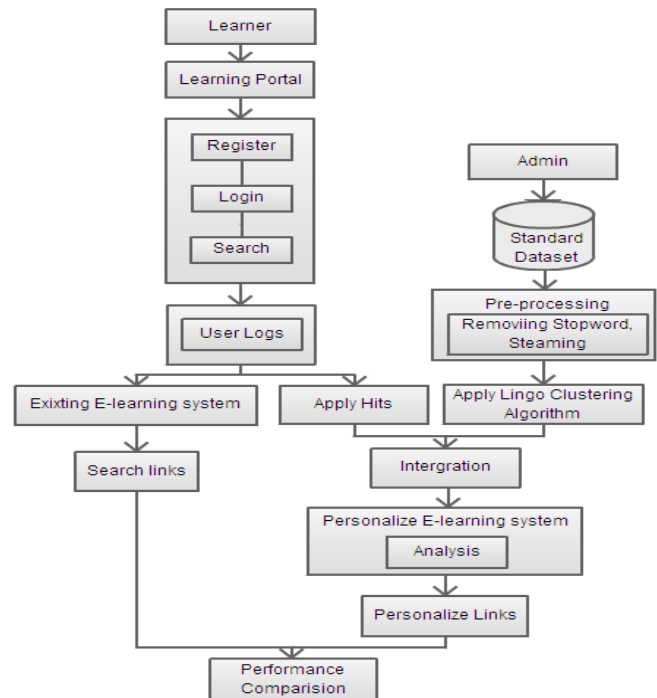 Learner
Learning Portal
Register
Login
Search
User Logs
Admin
Standard
Dataset
Pre-processing
Removiing Stopword,
Steaming
Exixting E-learning system
Apply Hits
Apply Lingo Clustering
Algorithm
Search links
Intergration
Personalize E-learning system
Analysis
Personalize Links
Performance
Comparision